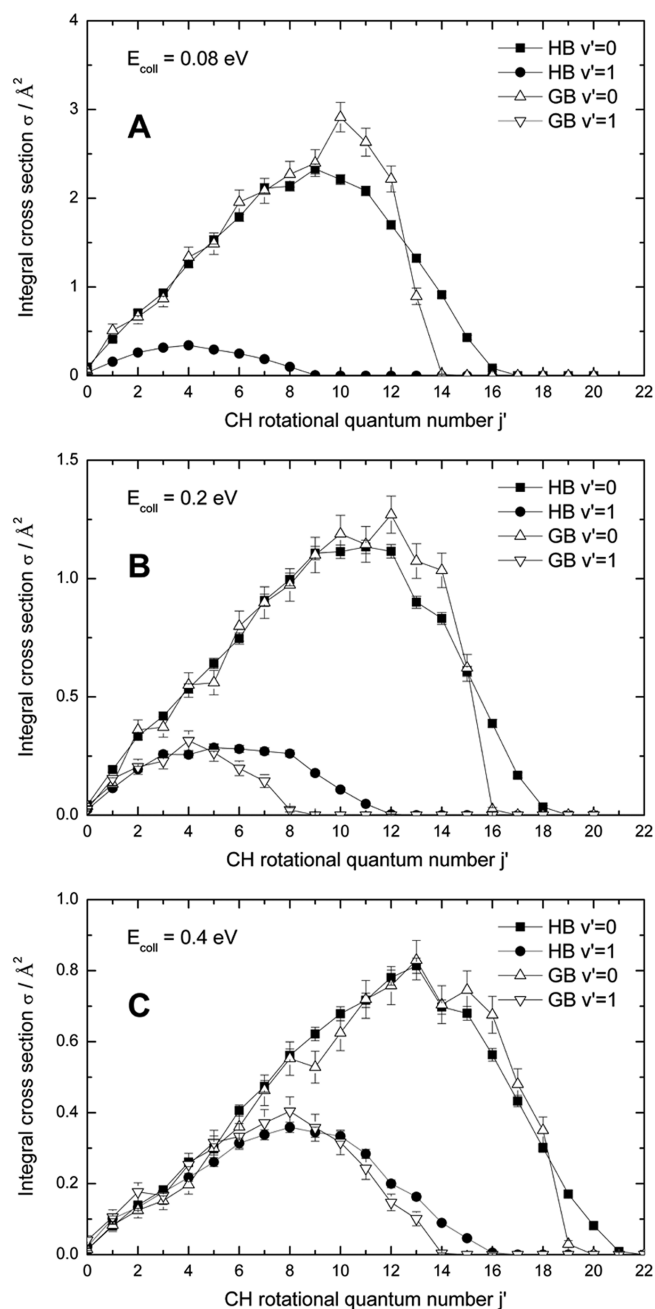 4
3
2
1
0
Integral cross section σ / Å²
E_coll = 0.08 eV
A
HB v'=0
HB v'=1
GB v'=0
GB v'=1
0 2 4 6 8 10 12 14 16 18 20 22
CH rotational quantum number j'
1.5
1.0
0.5
0.0
Integral cross section σ / Å²
E_coll = 0.2 eV
B
HB v'=0
HB v'=1
GB v'=0
GB v'=1
0 2 4 6 8 10 12 14 16 18 20 22
CH rotational quantum number j'
1.0
0.8
0.6
0.4
0.2
0.0
Integral cross section σ / Å²
E_coll = 0.4 eV
C
HB v'=0
HB v'=1
GB v'=0
GB v'=1
0 2 4 6 8 10 12 14 16 18 20 22
CH rotational quantum number j'